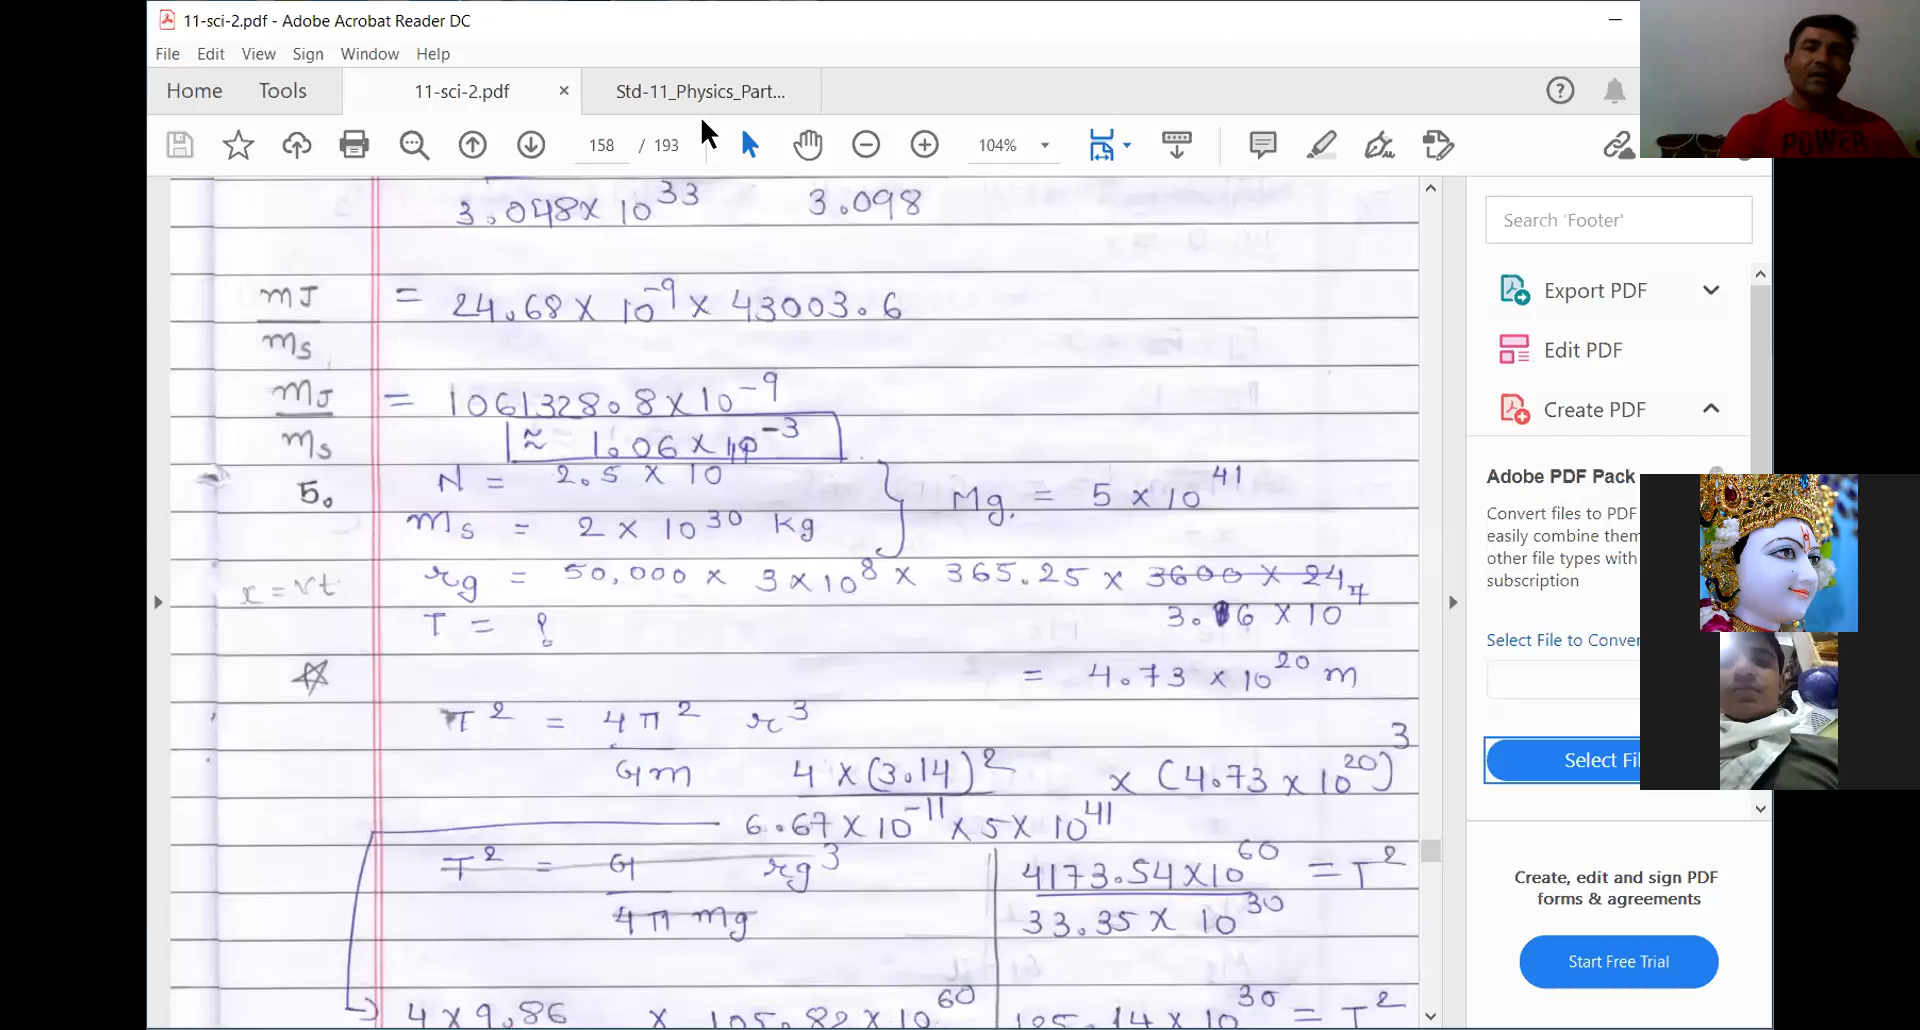 11-sci-2.pdf - Adobe Acrobat Reader DC
File Edit View Sign Window Help
Home Tools 11-sci-2.pdf × Std-11_Physics_Part...
158 / 193 104%
3.048 × 10^33 3.098
mJ/ms = 24.68 × 10^-9 × 43003.6
mJ/ms = 1061328.8 × 10^-9
≈ 1.06 × 10^-3
5. N = 2.5 × 10
Ms = 2 × 10^30 kg } Mg. = 5 × 10^41
x = vt rg = 50,000 × 3 × 10^8 × 365.25 × 3600 × 24
T = ? 3.16 × 10^7
= 4.73 × 10^20 m
T^2 = 4π^2/Gm r^3
4 × (3.14)^2 / 6.67 × 10^-11 × 5 × 10^41 × (4.73 × 10^20)^3
T^2 = G/4π mg rg^3
4173.54 × 10^60 / 33.35 × 10^30 = T^2
4 × 9.86 × 105.82 × 10^60
125.14 × 10^30 = T^2
Search 'Footer'
Export PDF
Edit PDF
Create PDF
Adobe PDF Pack
Convert files to PDF
easily combine them
other file types with
subscription
Select File to Conver
Select Fil
Create, edit and sign PDF
forms & agreements
Start Free Trial
POWER